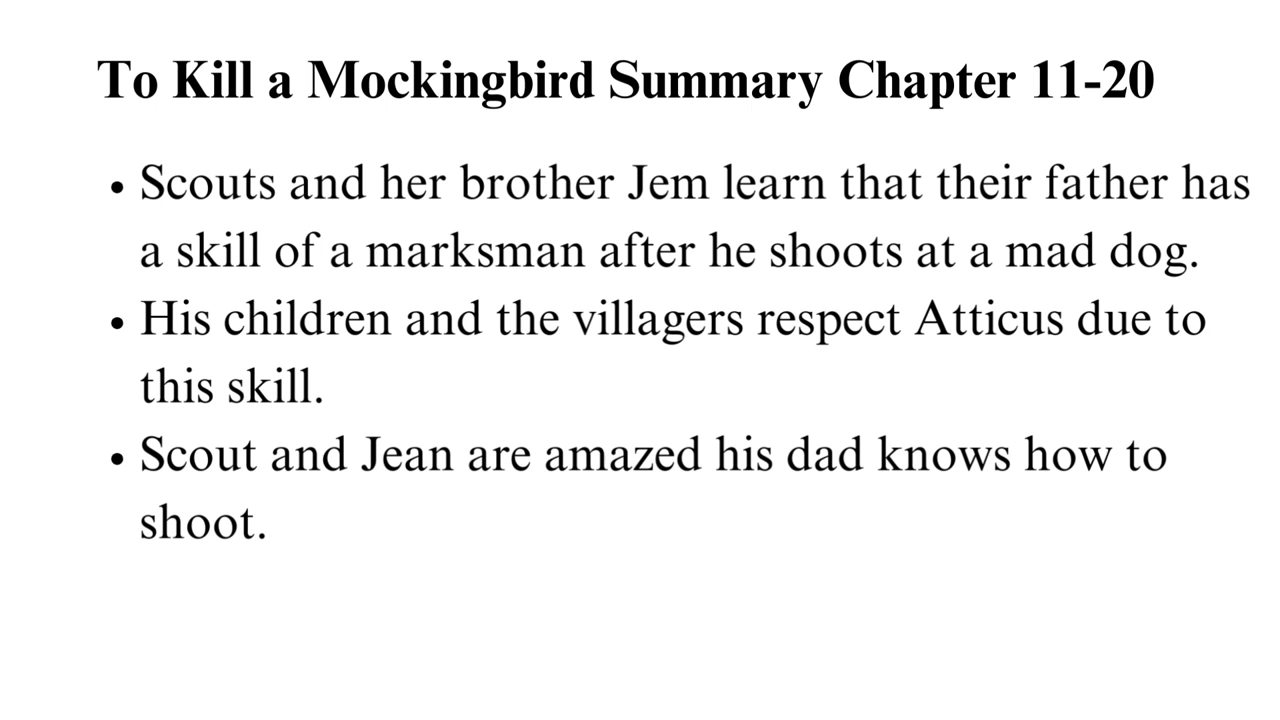 To Kill a Mockingbird Summary Chapter 11-20
• Scouts and her brother Jem learn that their father has
a skill of a marksman after he shoots at a mad dog.
• His children and the villagers respect Atticus due to
this skill.
• Scout and Jean are amazed his dad knows how to
shoot.